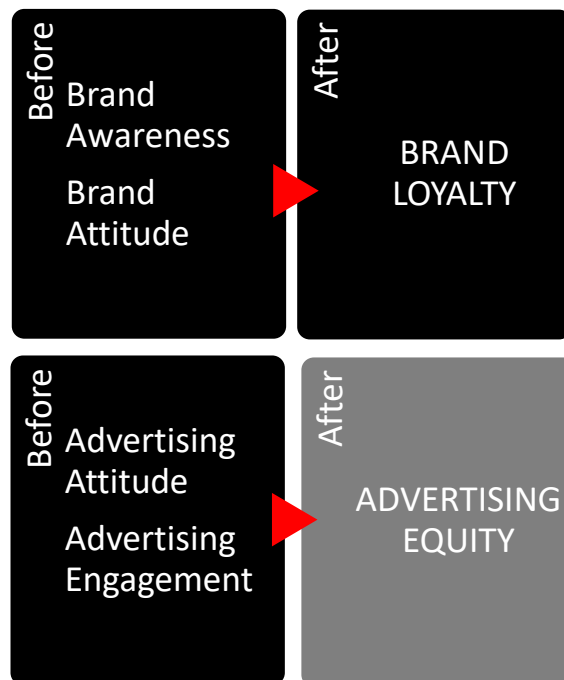 Before
Brand
Awareness
Brand
Attitude
After
BRAND
LOYALTY
Before
Advertising
Attitude
Advertising
Engagement
After
ADVERTISING
EQUITY